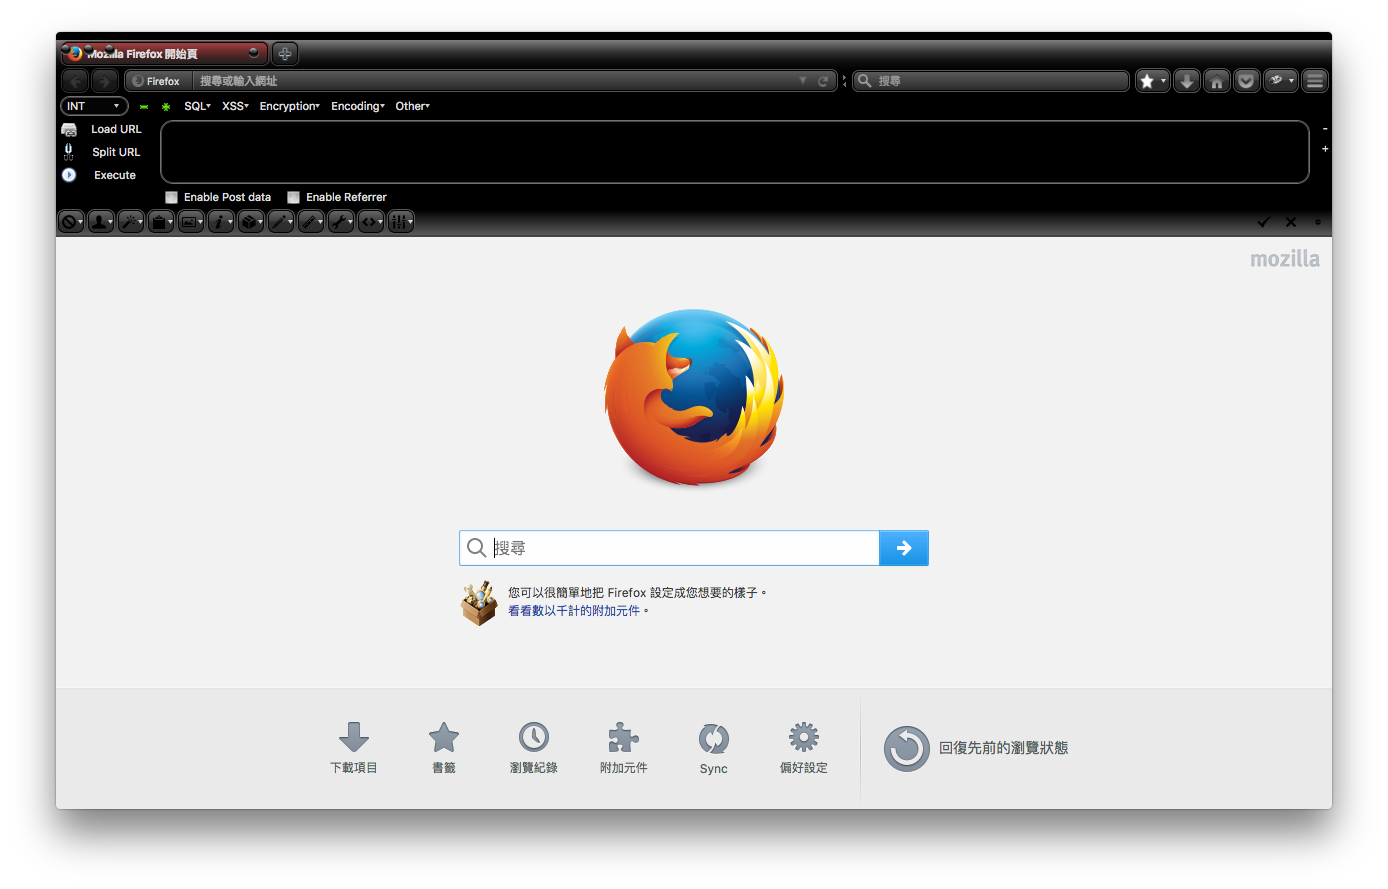 Mozilla Firefox 開始頁
Firefox 搜尋或輸入網址 搜尋
INT SQL XSS Encryption Encoding Other
Load URL
Split URL
Execute
Enable Post data Enable Referrer
mozilla
搜尋
您可以很簡單地把 Firefox 設定成您想要的樣子。
看看數以千計的附加元件。
下載項目 書籤 瀏覽紀錄 附加元件 Sync 偏好設定 回復先前的瀏覽狀態